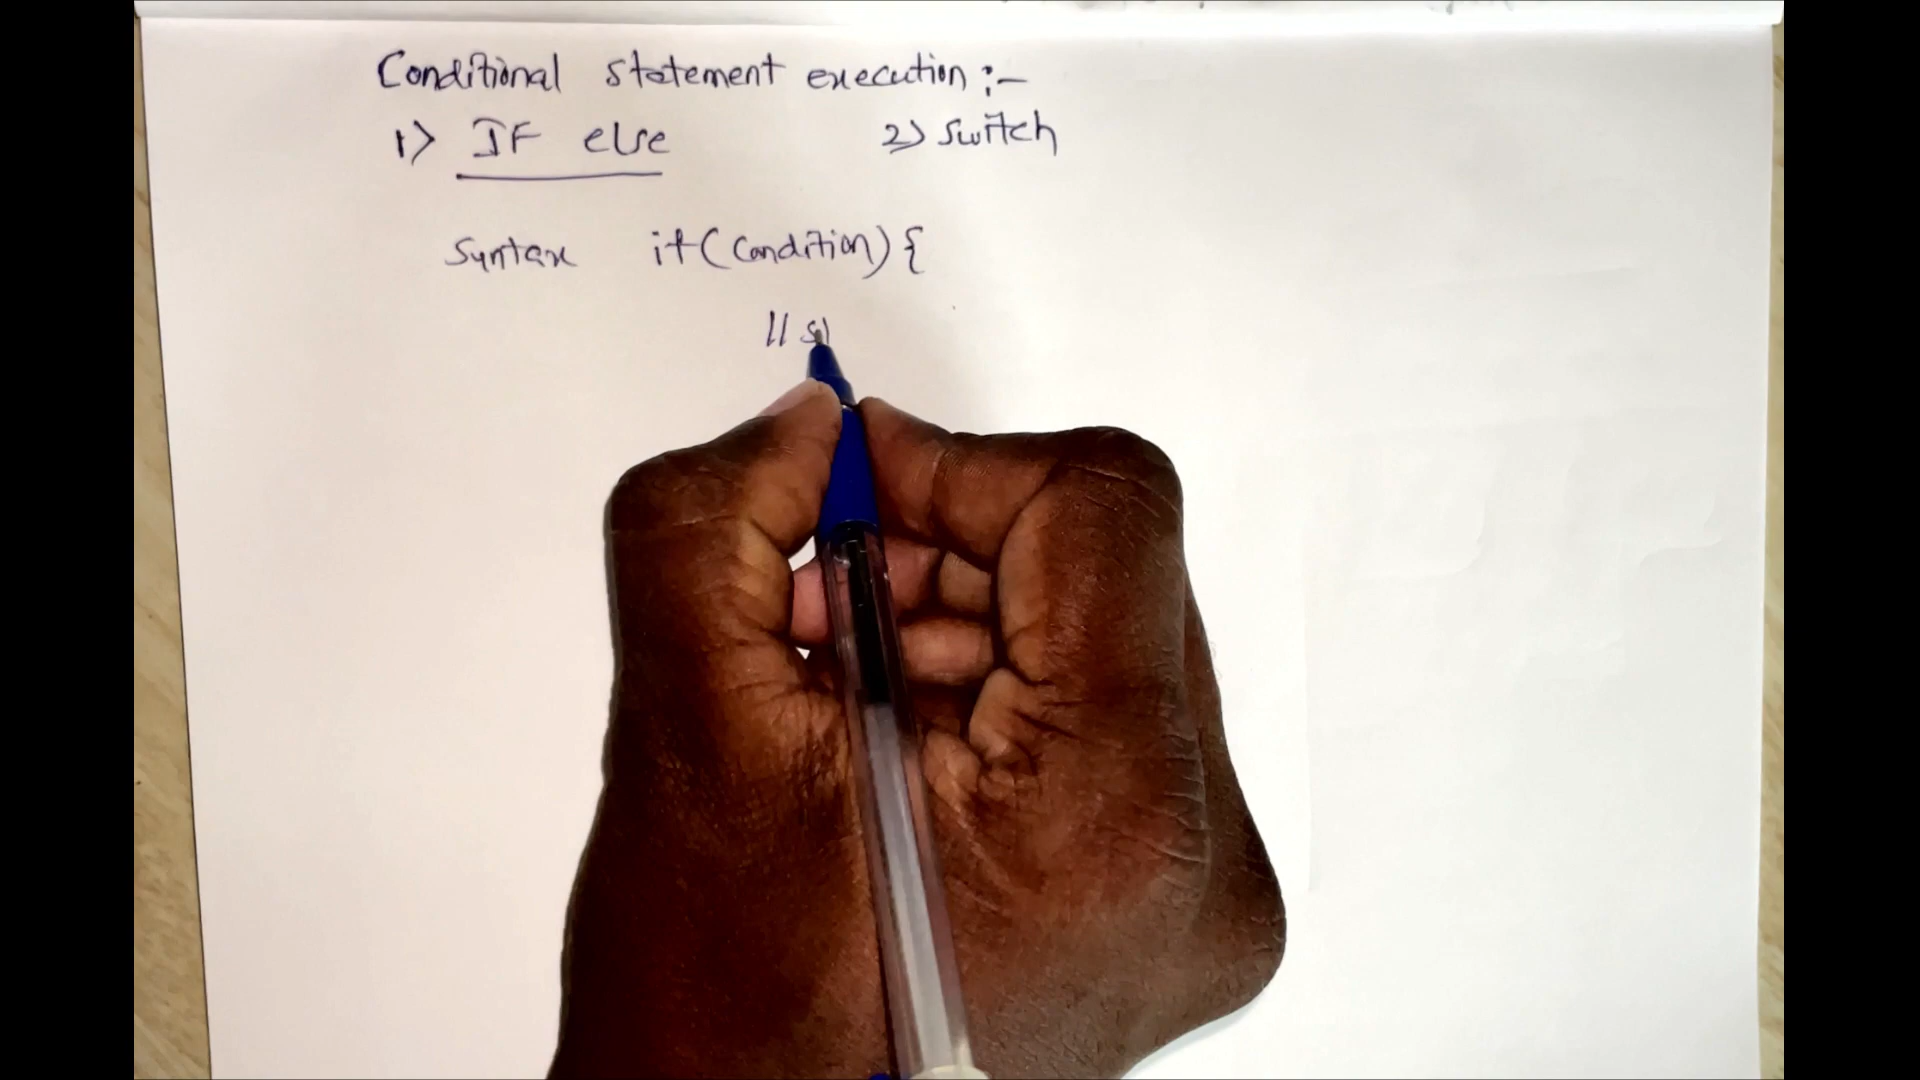 Conditional statement execution :-
1) IF else 2) switch
Syntax if (condition) {
//